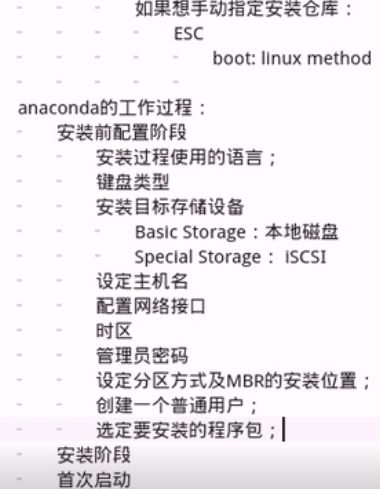 如果想手动指定安装仓库：
ESC
boot: linux method
anaconda的工作过程：
安装前配置阶段
安装过程使用的语言；
键盘类型
安装目标存储设备
Basic Storage：本地磁盘
Special Storage： iSCSI
设定主机名
配置网络接口
时区
管理员密码
设定分区方式及MBR的安装位置；
创建一个普通用户；
选定要安装的程序包；
安装阶段
首次启动